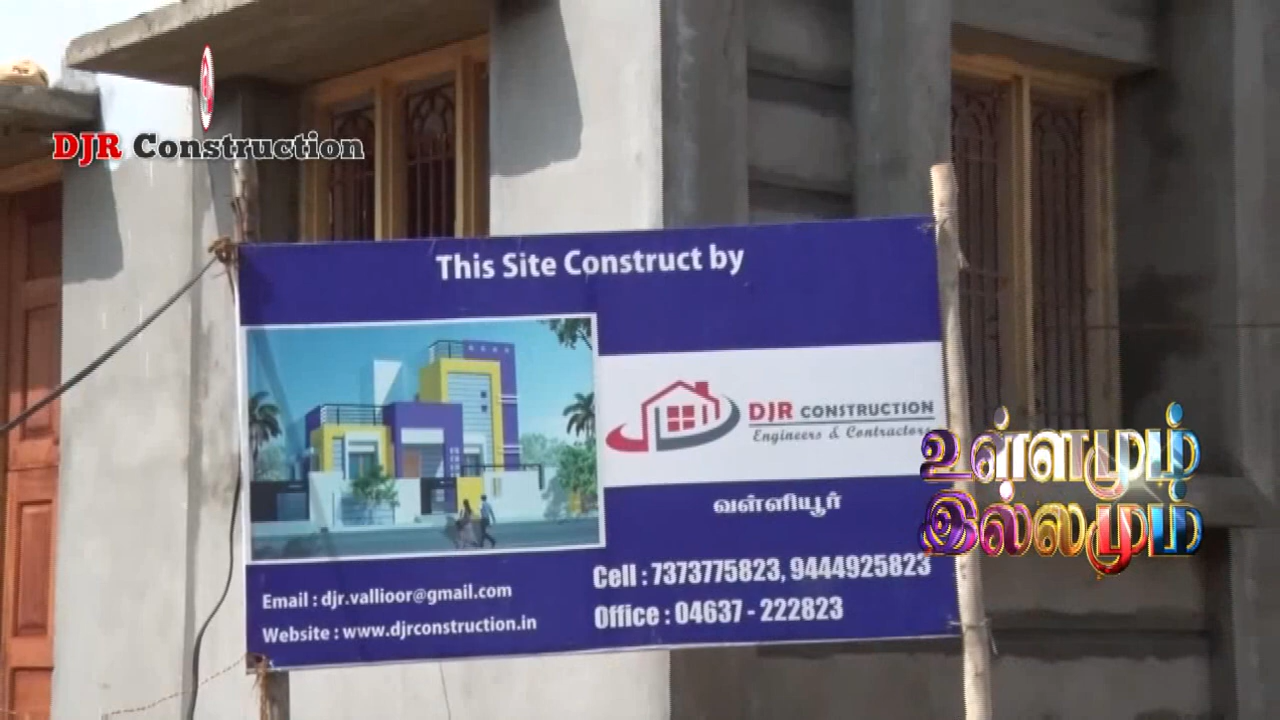 DJR Construction
This Site Construct by
DJR CONSTRUCTION
Engineers & Contractors
வள்ளியூர்
உள்ளமும்
இல்லமும்
Cell : 7373775823, 9444925823
Office : 04637 - 222823
Email : djr.vallioor@gmail.com
Website : www.djrconstruction.in